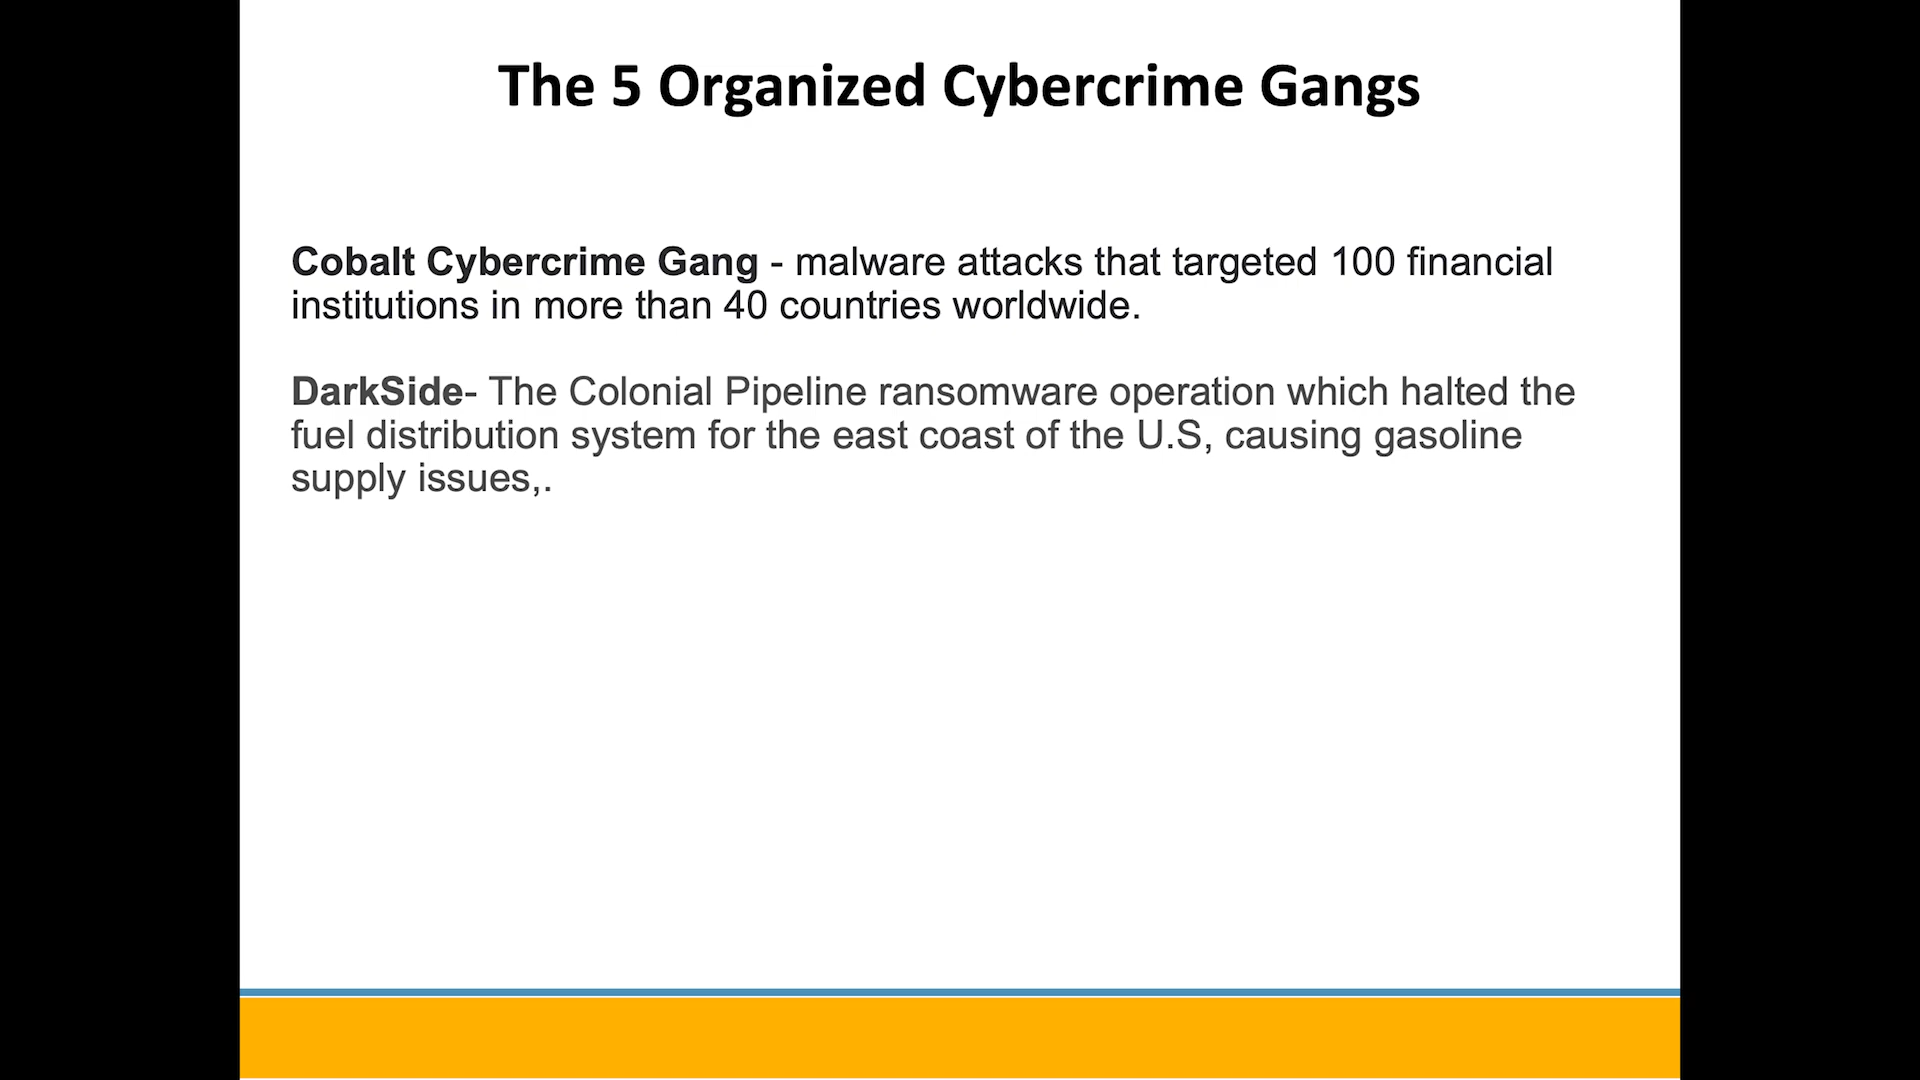 The 5 Organized Cybercrime Gangs
Cobalt Cybercrime Gang - malware attacks that targeted 100 financial
institutions in more than 40 countries worldwide.
DarkSide- The Colonial Pipeline ransomware operation which halted the
fuel distribution system for the east coast of the U.S, causing gasoline
supply issues,.